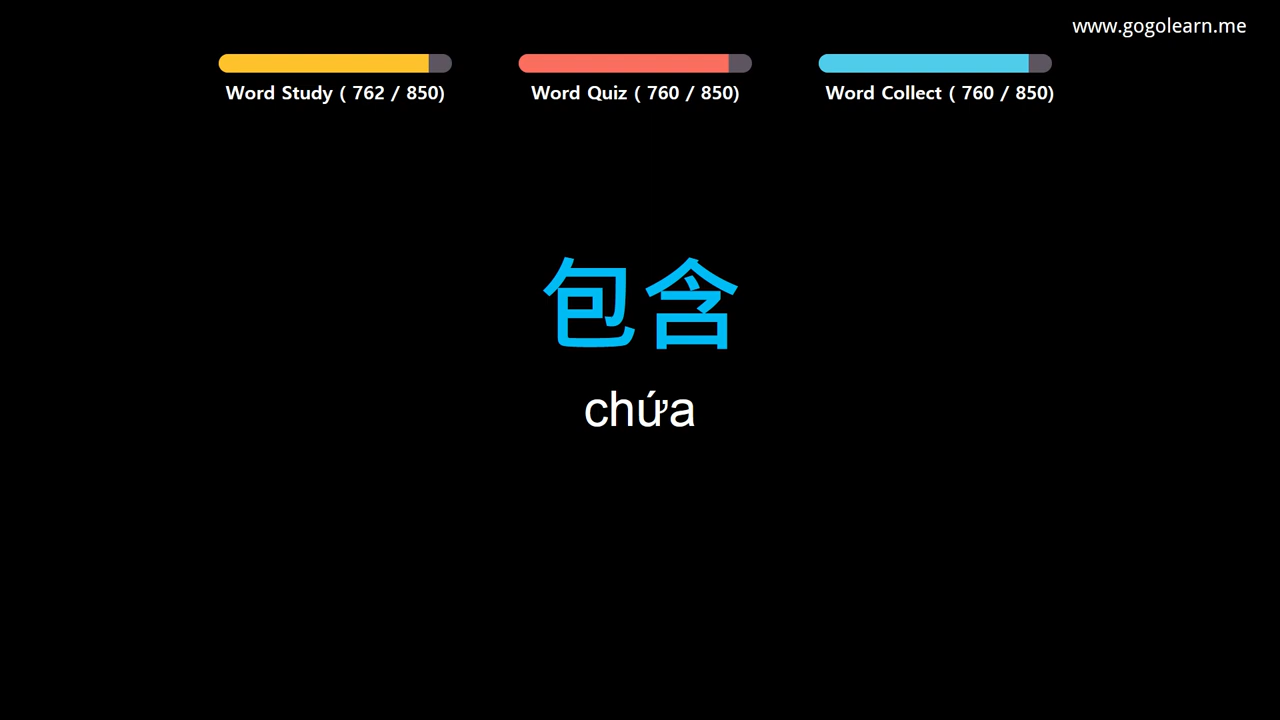 www.gogolearn.me
Word Study ( 762 / 850)
Word Quiz ( 760 / 850)
Word Collect ( 760 / 850)
包含
chứa